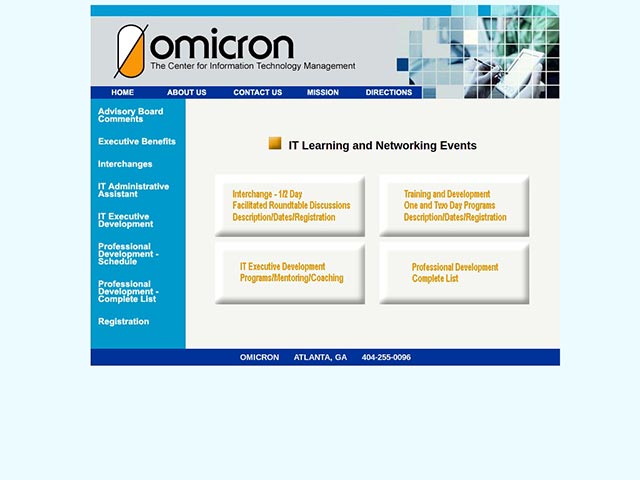 omicron
The Center for Information Technology Management
HOME ABOUT US CONTACT US MISSION DIRECTIONS
Advisory Board
Comments
Executive Benefits
Interchanges
IT Administrative
Assistant
IT Executive
Development
Professional
Development -
Schedule
Professional
Development -
Complete List
Registration
IT Learning and Networking Events
Interchange - 1/2 Day
Facilitated Roundtable Discussions
Description/Dates/Registration
Training and Development
One and Two Day Programs
Description/Dates/Registration
IT Executive Development
Programs/Mentoring/Coaching
Professional Development
Complete List
OMICRON ATLANTA, GA 404-255-0096